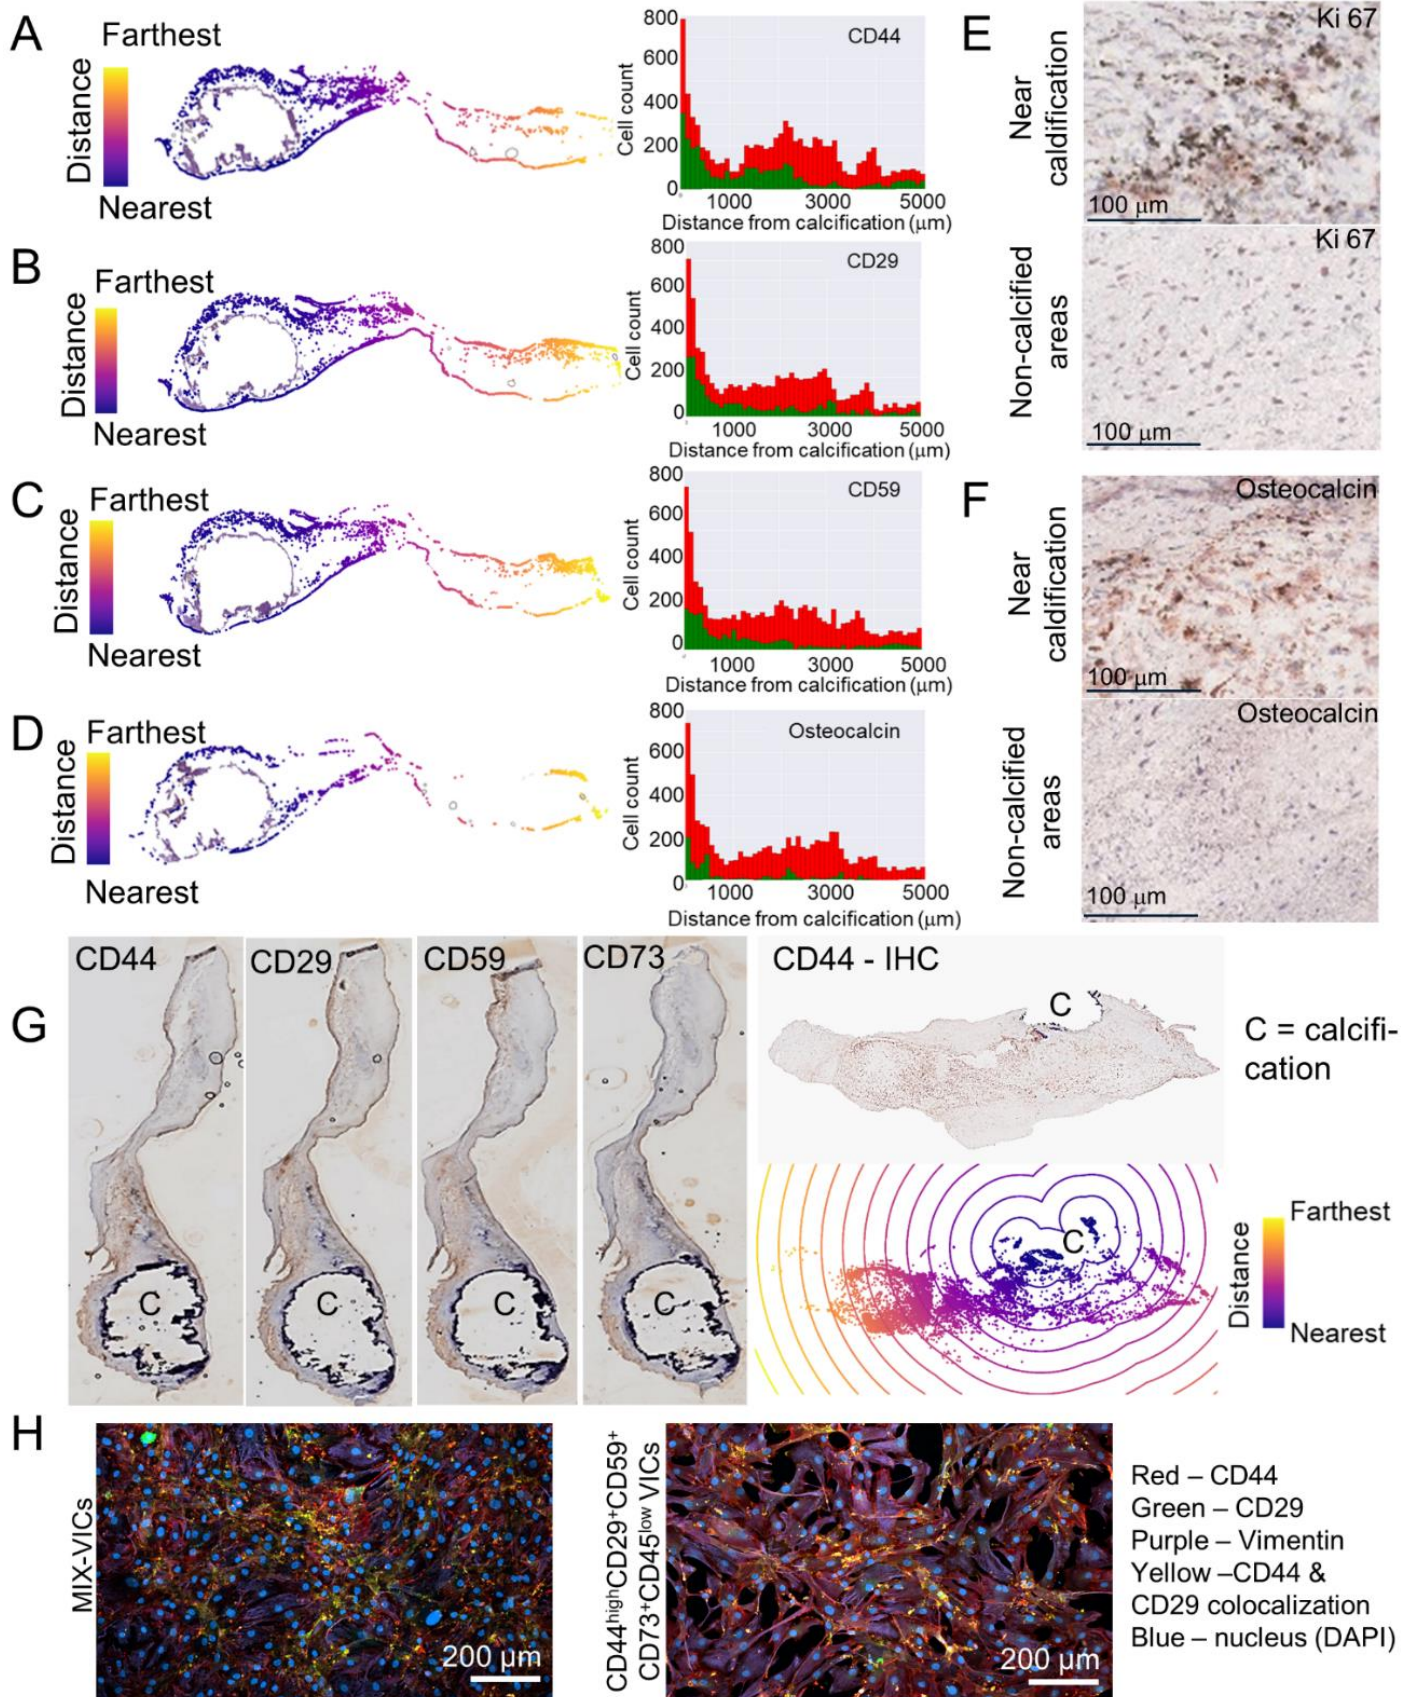 A
Farthest
Distance
Nearest
800
600
400
200
0
Cell count
CD44
1000
3000
5000
Distance from calcification (μm)
B
Farthest
Distance
Nearest
800
600
400
200
0
Cell count
CD29
1000
3000
5000
Distance from calcification (μm)
C
Farthest
Distance
Nearest
800
600
400
200
0
Cell count
CD59
1000
3000
5000
Distance from calcification (μm)
D
Farthest
Distance
Nearest
800
600
400
200
0
Cell count
Osteocalcin
1000
3000
5000
Distance from calcification (μm)
E
Near
caldification
Ki 67
100 μm
Non-calcified
areas
Ki 67
100 μm
F
Near
caldification
Osteocalcin
100 μm
Non-calcified
areas
Osteocalcin
100 μm
G
CD44
C
CD29
C
CD59
C
CD73
C
CD44 - IHC
C
C = calcifi-
cation
C
Distance
Farthest
Nearest
H
MIX-VICs
200 μm
CD44highCD29+CD59+
CD73+CD45low VICs
200 μm
Red – CD44
Green – CD29
Purple – Vimentin
Yellow –CD44 &
CD29 colocalization
Blue – nucleus (DAPI)